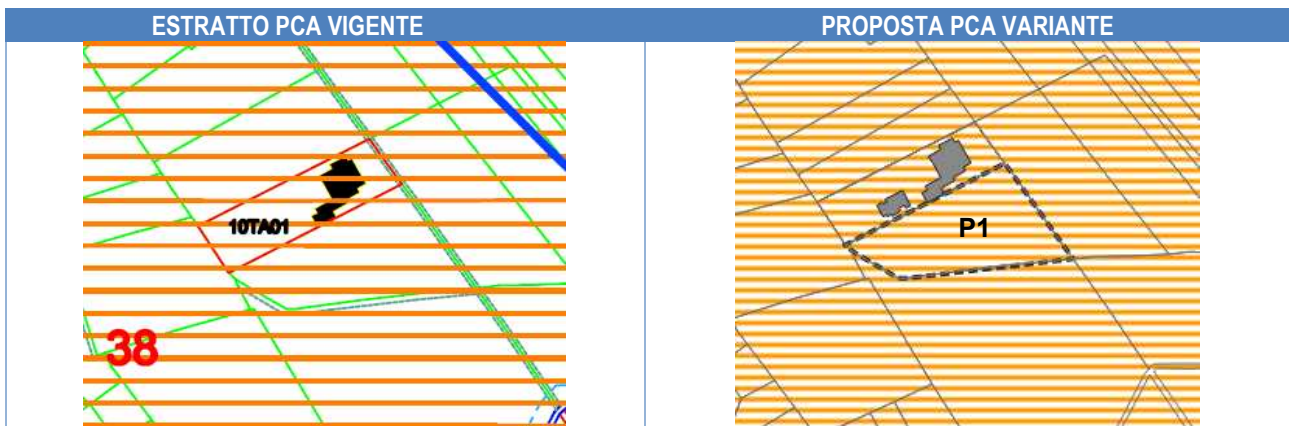 ESTRATTO PCA VIGENTE
PROPOSTA PCA VARIANTE
10TA01
P1
38